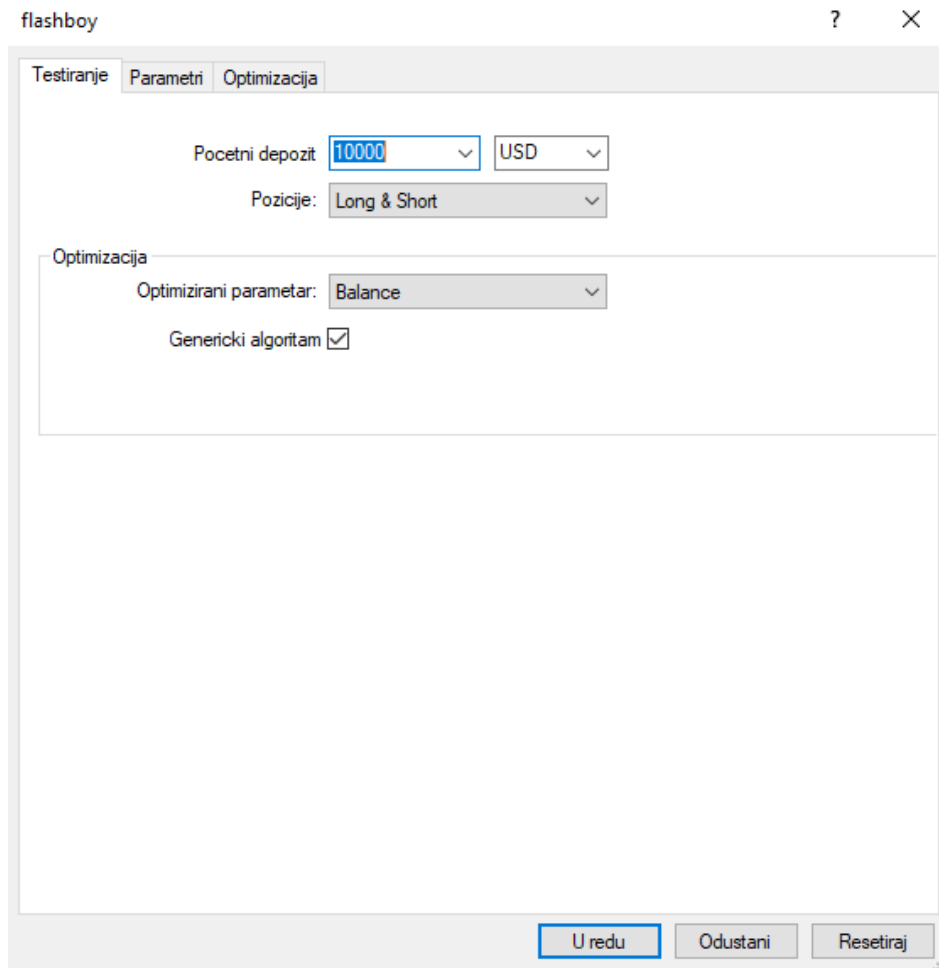 flashboy ?
Testiranje Parametri Optimizacija
Pocetni depozit 10000 USD
Pozicije: Long & Short
Optimizacija
Optimizirani parametar: Balance
Genericki algoritam
U redu Odustani Resetiraj